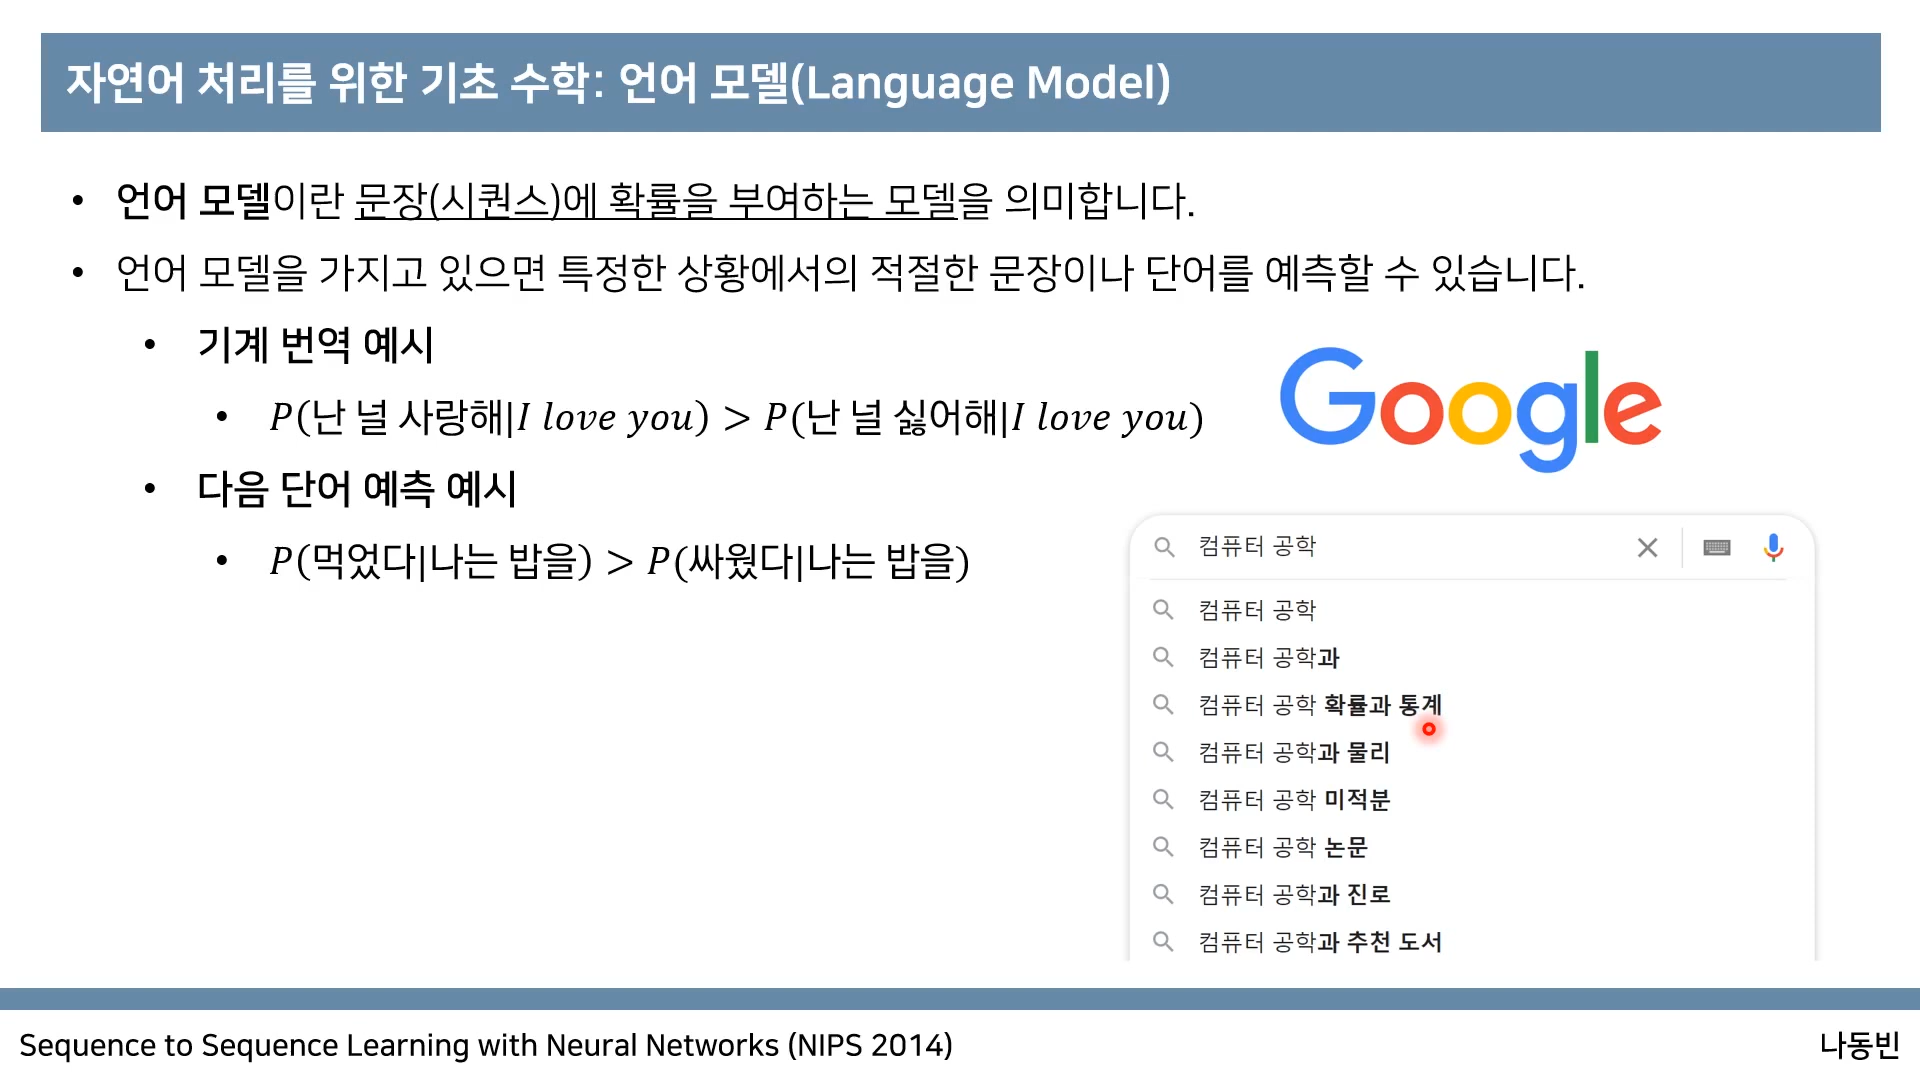 자연어 처리를 위한 기초 수학: 언어 모델(Language Model)
• 언어 모델이란 문장(시퀀스)에 확률을 부여하는 모델을 의미합니다.
• 언어 모델을 가지고 있으면 특정한 상황에서의 적절한 문장이나 단어를 예측할 수 있습니다.
• 기계 번역 예시
• P(난 널 사랑해|I love you) > P(난 널 싫어해|I love you)
• 다음 단어 예측 예시
• P(먹었다|나는 밥을) > P(싸웠다|나는 밥을)
Google
컴퓨터 공학
컴퓨터 공학
컴퓨터 공학과
컴퓨터 공학 확률과 통계
컴퓨터 공학과 물리
컴퓨터 공학 미적분
컴퓨터 공학 논문
컴퓨터 공학과 진로
컴퓨터 공학과 추천 도서
Sequence to Sequence Learning with Neural Networks (NIPS 2014)
나동빈